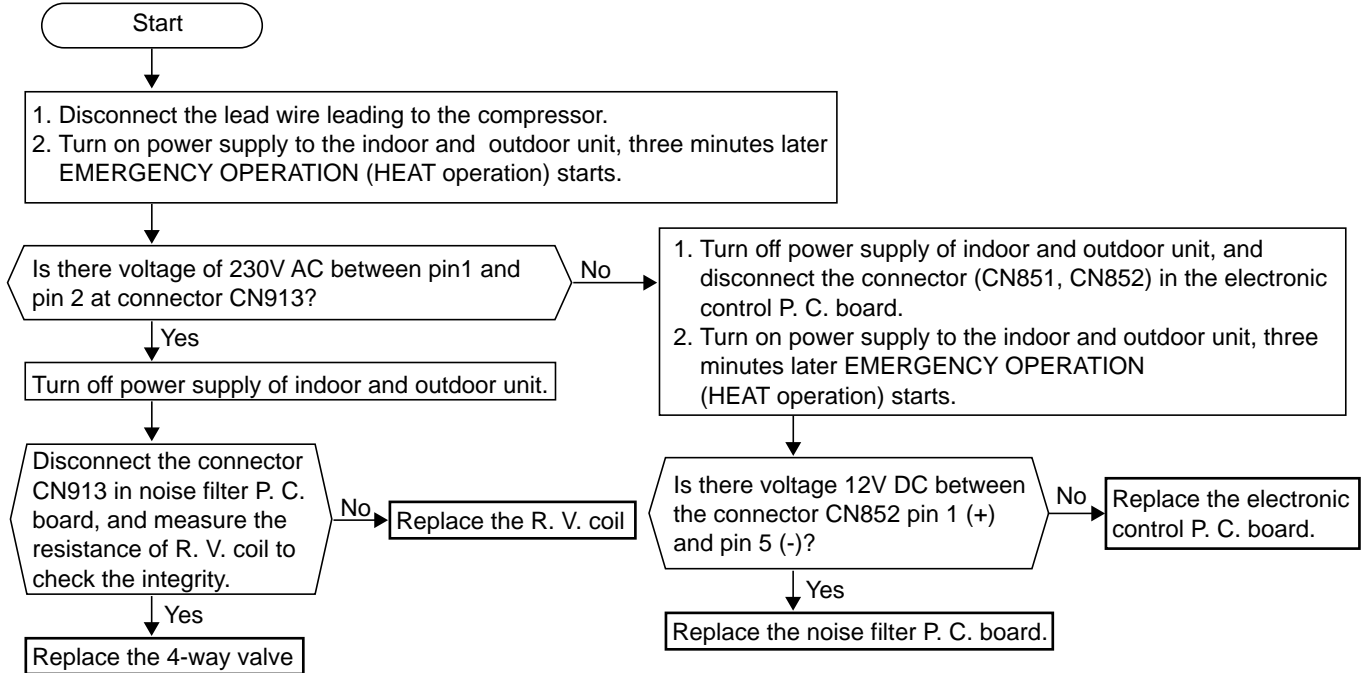 Start
1. Disconnect the lead wire leading to the compressor.
2. Turn on power supply to the indoor and outdoor unit, three minutes later
EMERGENCY OPERATION (HEAT operation) starts.
Is there voltage of 230V AC between pin1 and
pin 2 at connector CN913?
No
1. Turn off power supply of indoor and outdoor unit, and
disconnect the connector (CN851, CN852) in the electronic
control P. C. board.
2. Turn on power supply to the indoor and outdoor unit, three
minutes later EMERGENCY OPERATION
(HEAT operation) starts.
Yes
Turn off power supply of indoor and outdoor unit.
Disconnect the connector
CN913 in noise filter P. C.
board, and measure the
resistance of R. V. coil to
check the integrity.
No
Replace the R. V. coil
Yes
Replace the 4-way valve
Is there voltage 12V DC between
the connector CN852 pin 1 (+)
and pin 5 (-)?
No
Replace the electronic
control P. C. board.
Yes
Replace the noise filter P. C. board.